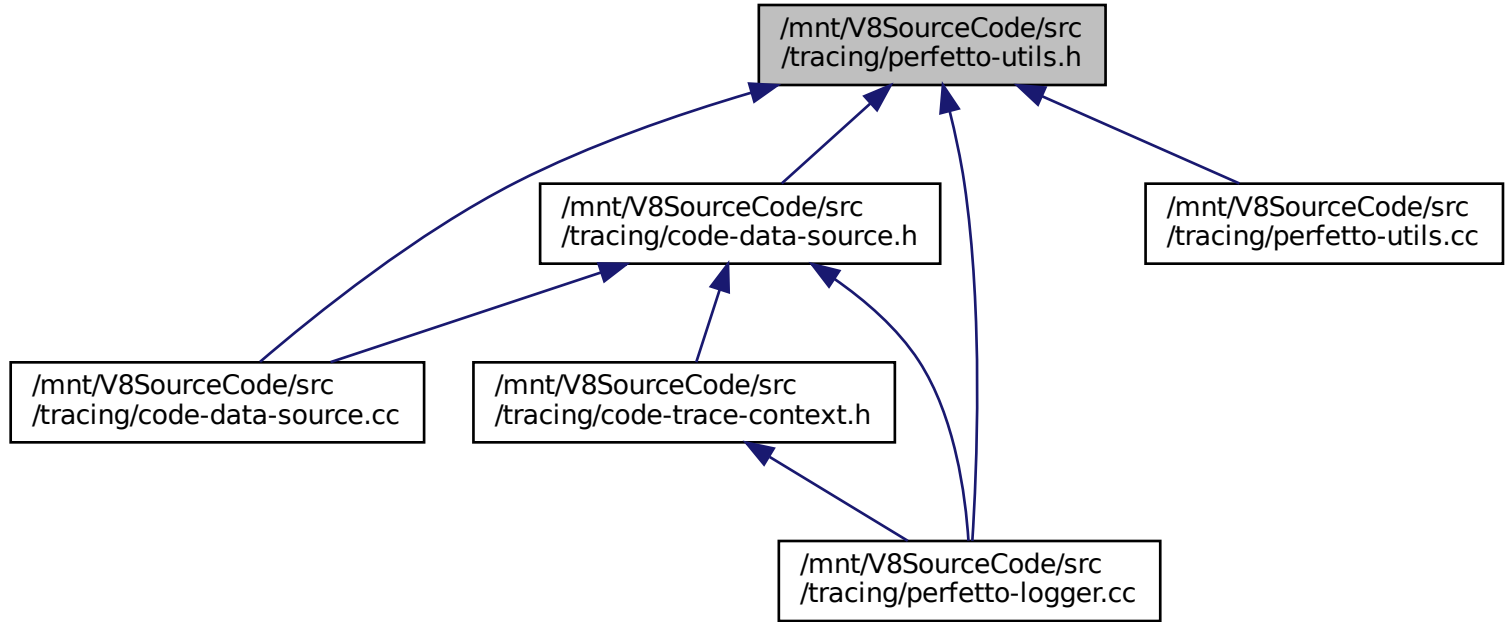 /mnt/V8SourceCode/src
/tracing/perfetto-utils.h
/mnt/V8SourceCode/src
/tracing/code-data-source.h
/mnt/V8SourceCode/src
/tracing/perfetto-utils.cc
/mnt/V8SourceCode/src
/tracing/code-data-source.cc
/mnt/V8SourceCode/src
/tracing/code-trace-context.h
/mnt/V8SourceCode/src
/tracing/perfetto-logger.cc